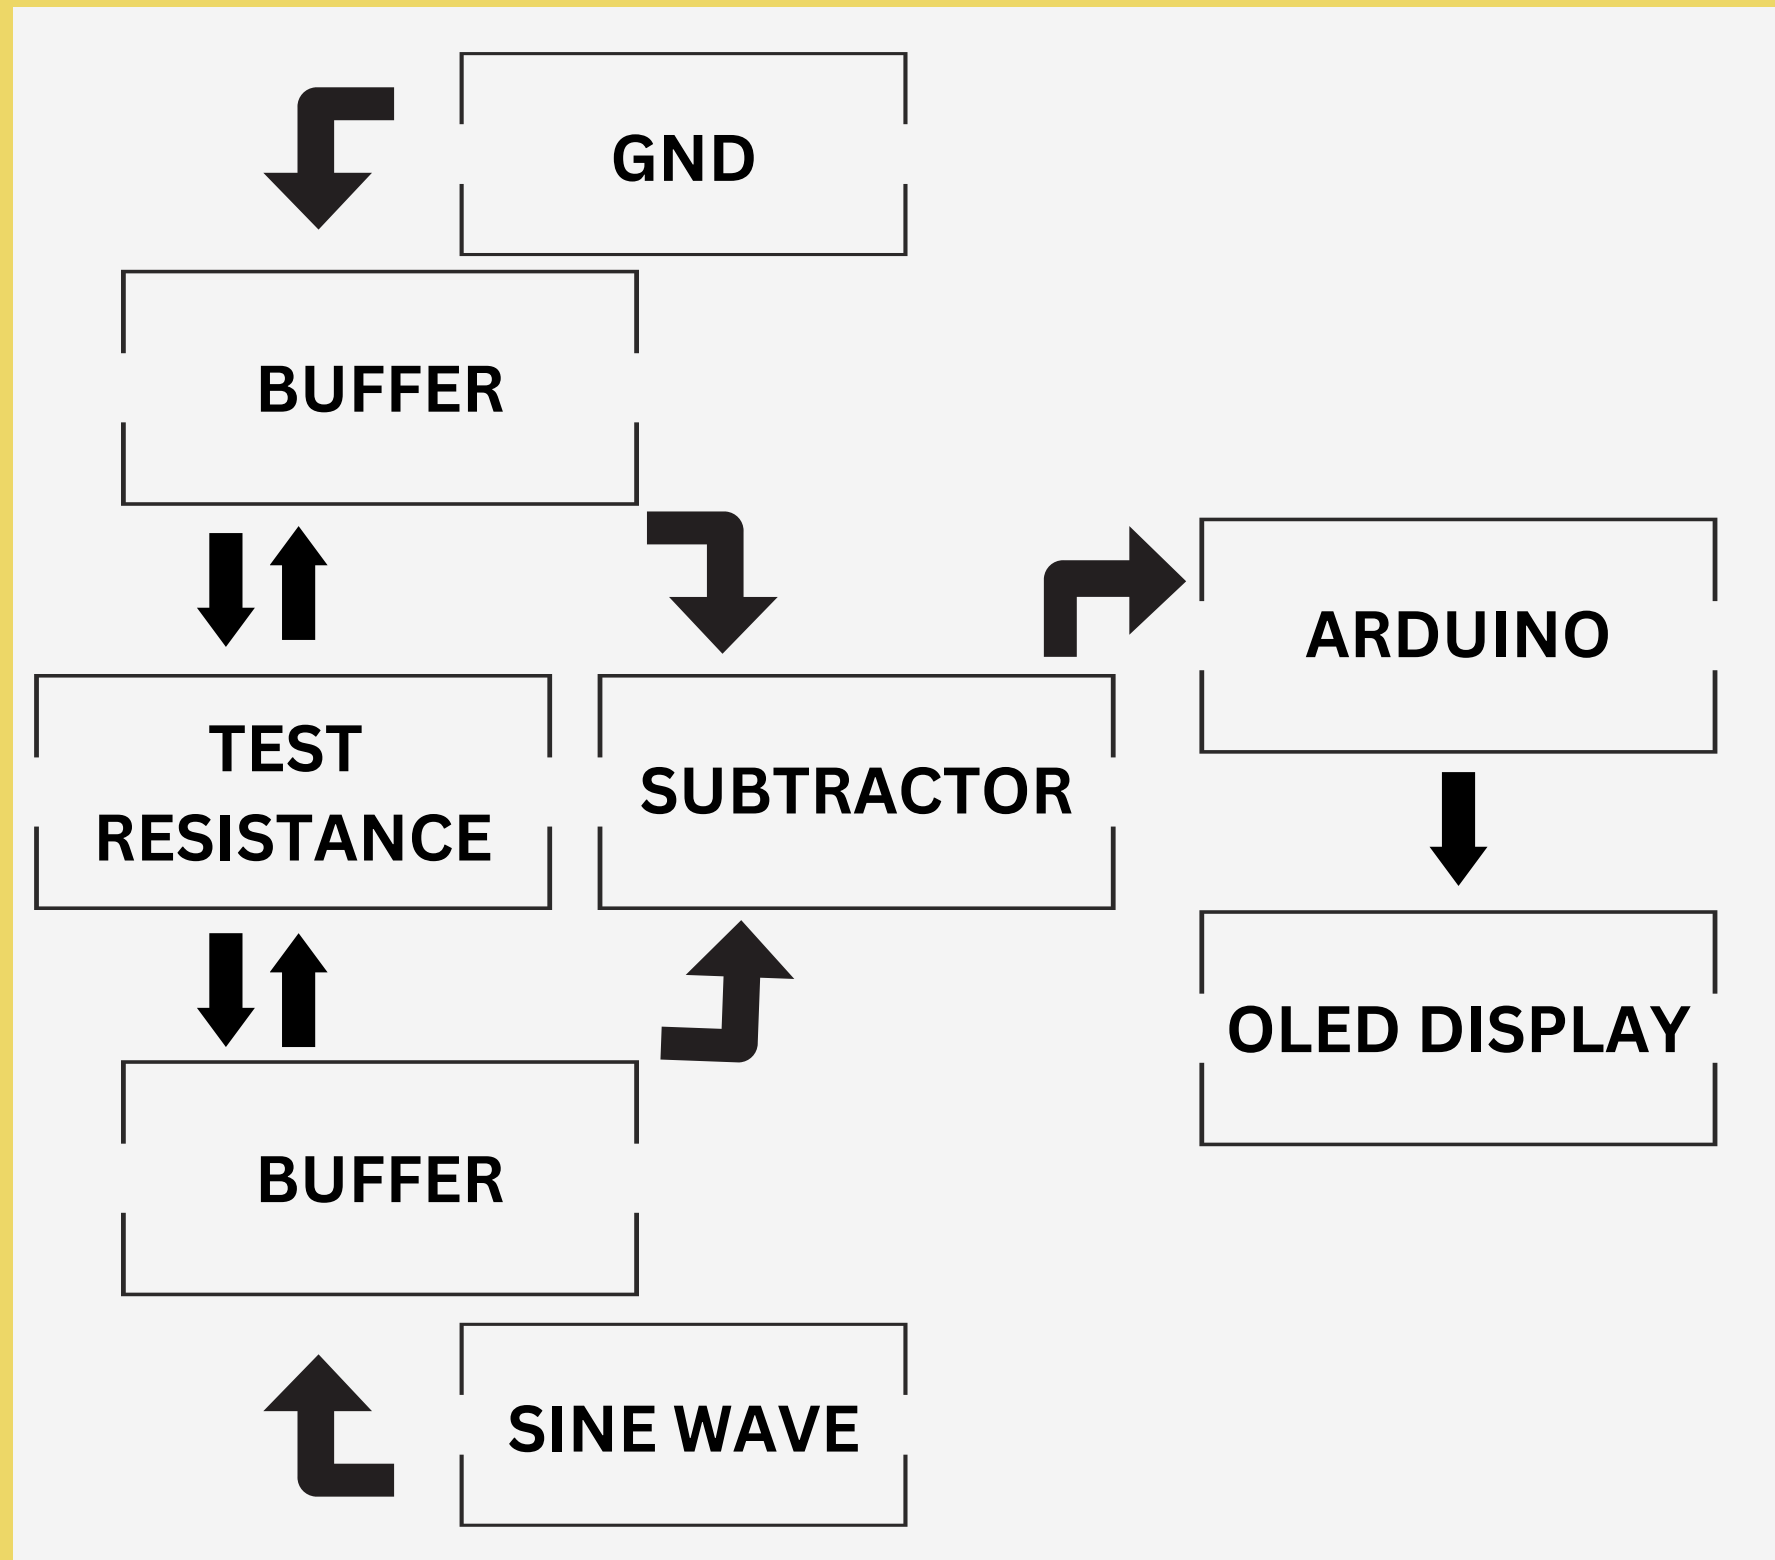 GND
BUFFER
TEST
RESISTANCE
SUBTRACTOR
ARDUINO
OLED DISPLAY
BUFFER
SINE WAVE